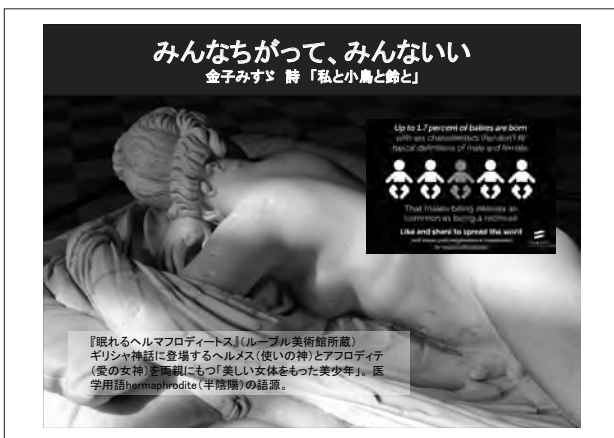 みんなちがって、みんないい
金子みすゞ 詩 「私と小鳥と鈴と」
Up to 1.7 percent of babies are born
with sex characteristics that don't fit
typical definitions of male and female.
That makes being intersex as
common as being a redhead
Like and share to spread the word
『眠れるヘルマフロディートス』(ルーブル美術館所蔵)
ギリシャ神話に登場するヘルメス(使いの神)とアフロディテ
(愛の女神)を両親にもつ「美しい女体をもった美少年」。医
学用語hermaphrodite(半陰陽)の語源。